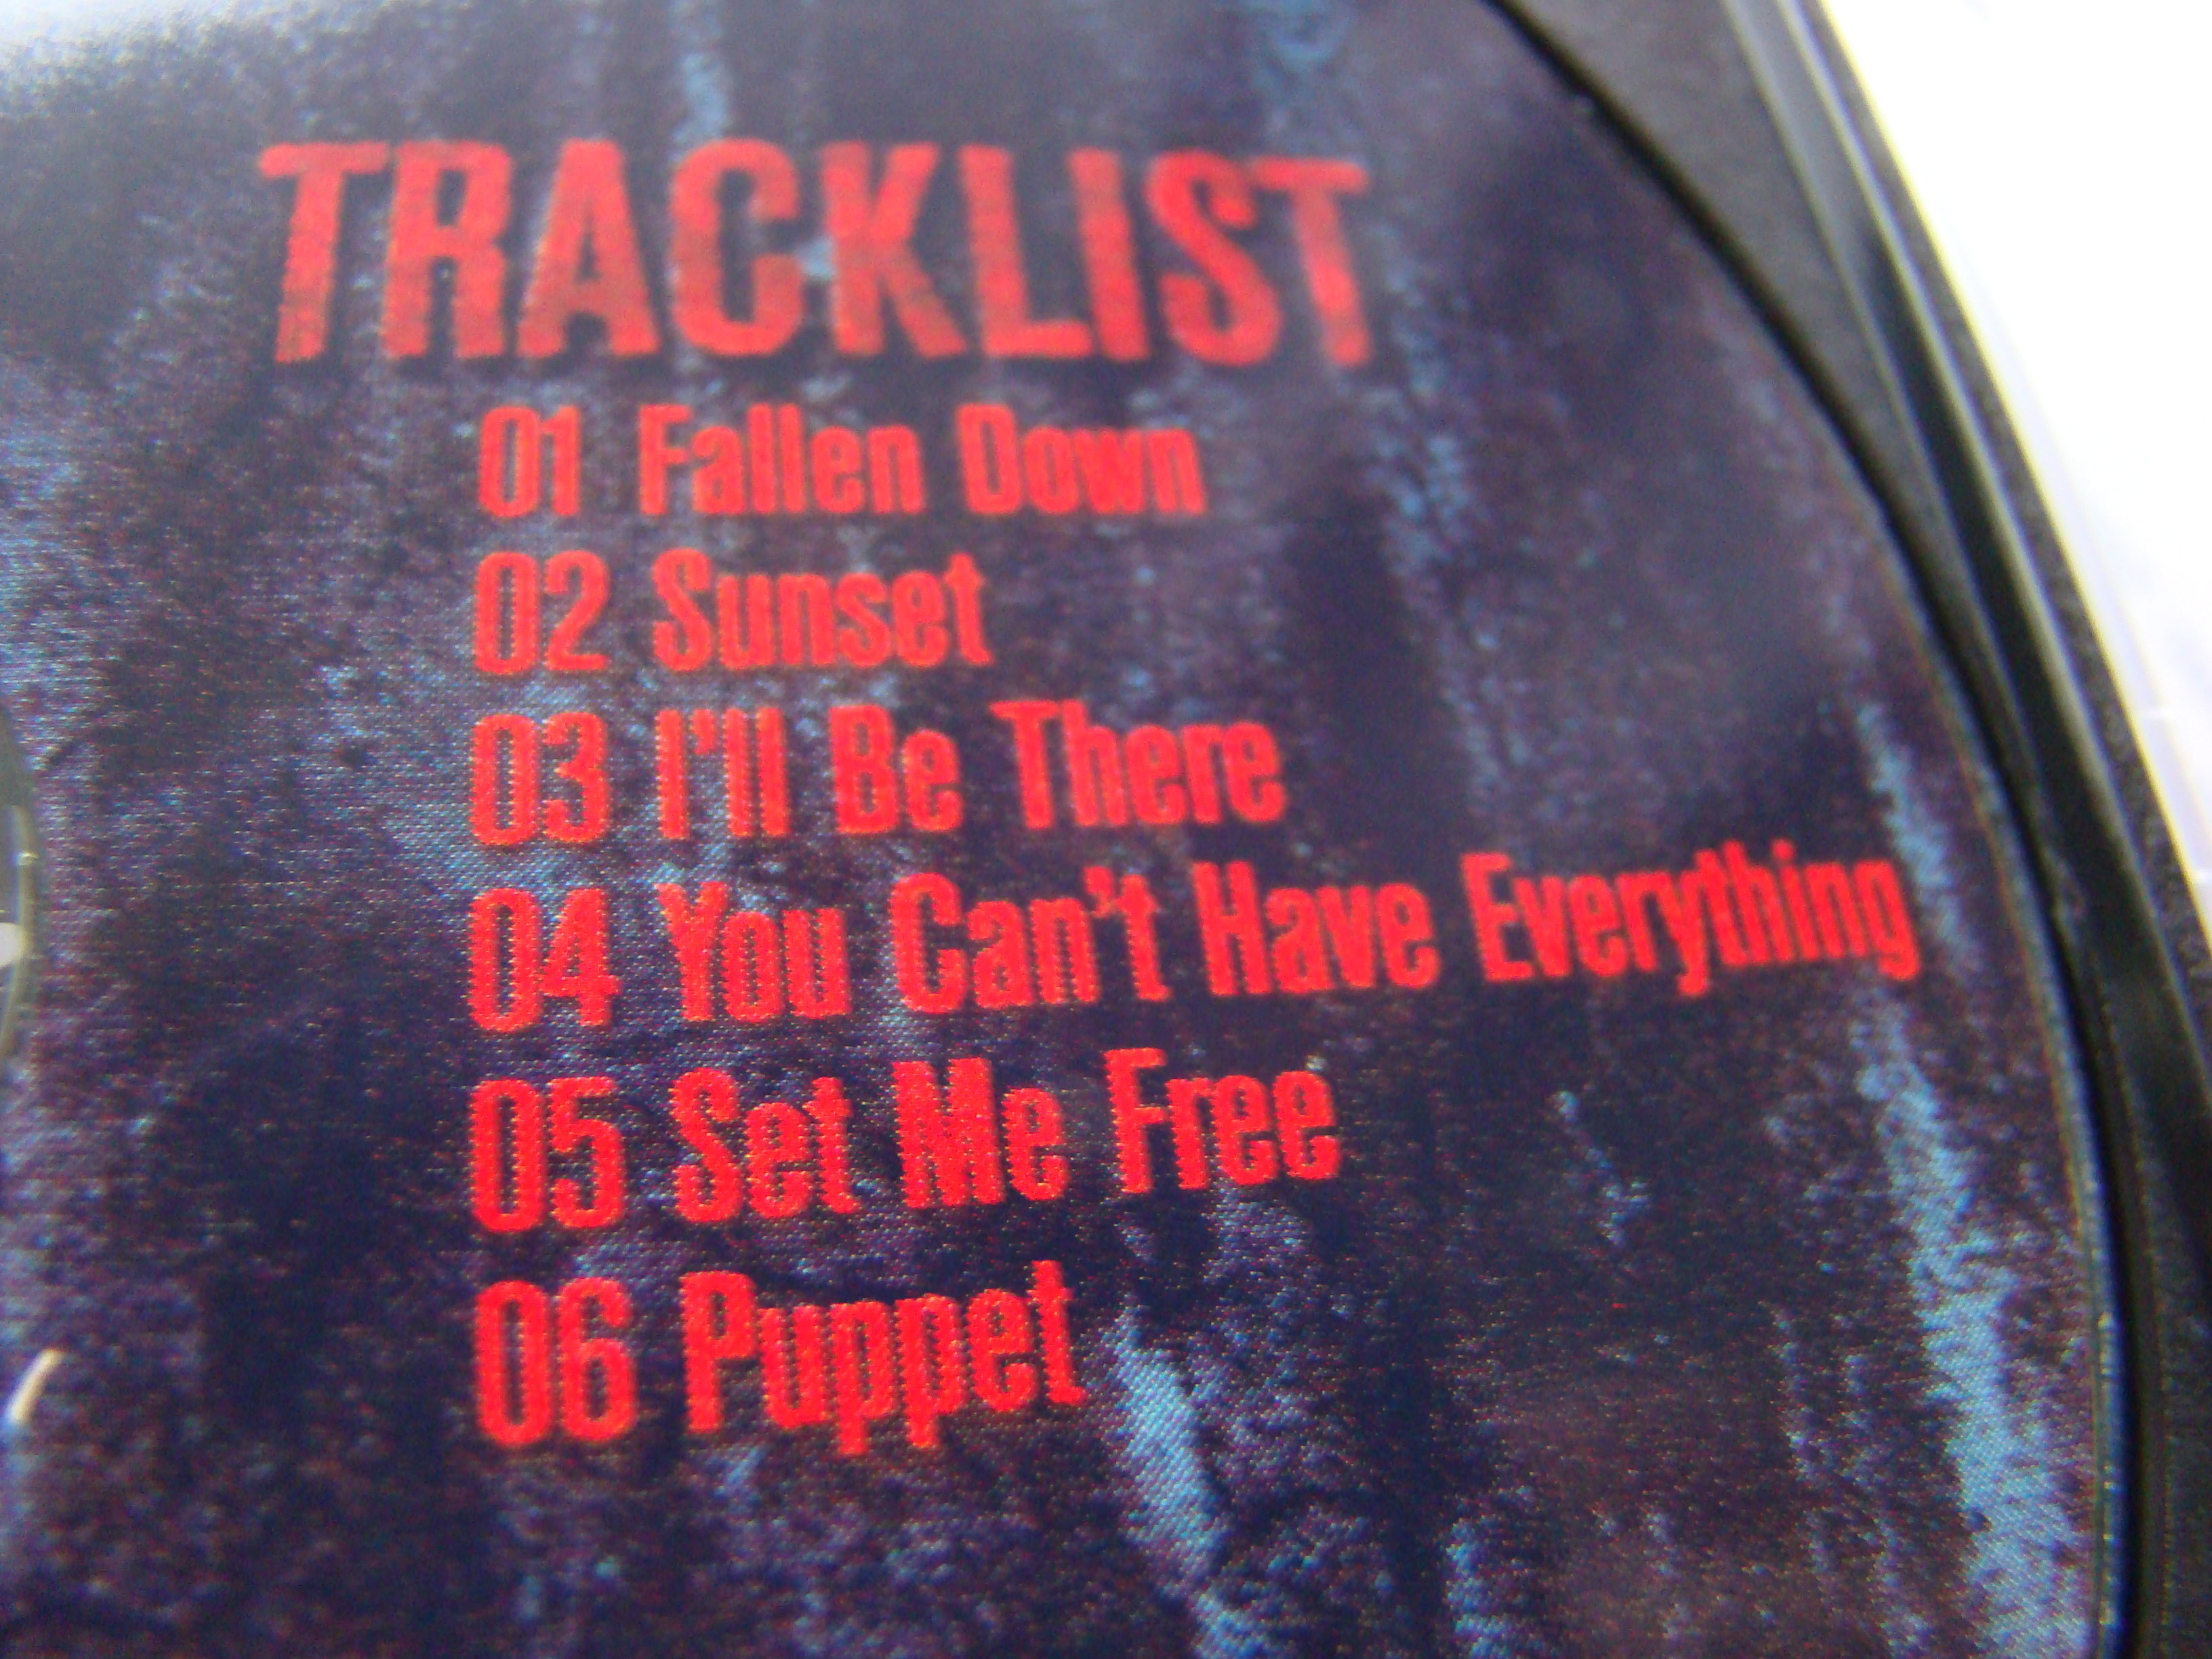 TRACKLIST
01 Fallen Down
02 Sunset
03 I'll Be There
04 You Can't Have Everything
05 Set Me Free
06 Puppet